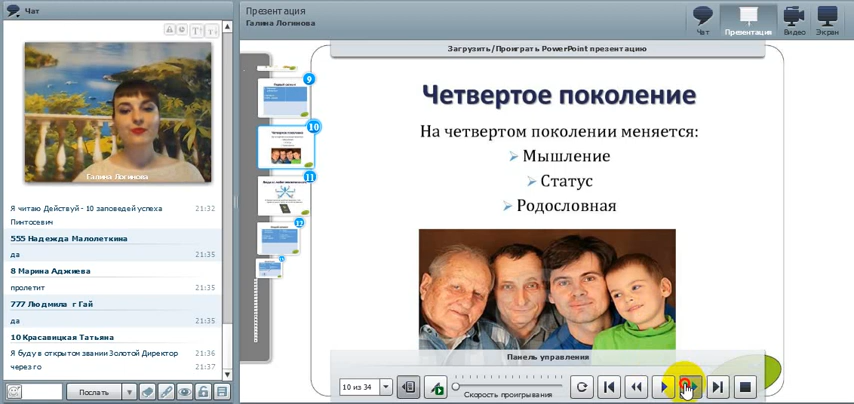 Чат
Галина Логинова
Я читаю Действуй - 10 заповедей успеха 21:32
Пинтосевич
555 Надежда Малолеткина
да 21:35
8 Марина Аджиева
пролетит 21:35
777 Людмила г Гай
да 21:35
10 Красавицкая Татьяна
Я буду в открытом звании Золотой Директор 21:36
через го 21:37
Послать
Презентация
Галина Логинова
Чат
Презентация
Видео
Экран
Загрузить/Проиграть PowerPoint презентацию
9
10
11
12
Четвертое поколение
На четвертом поколении меняется:
Мышление
Статус
Родословная
Панель управления
10 из 34
Скорость проигрывания